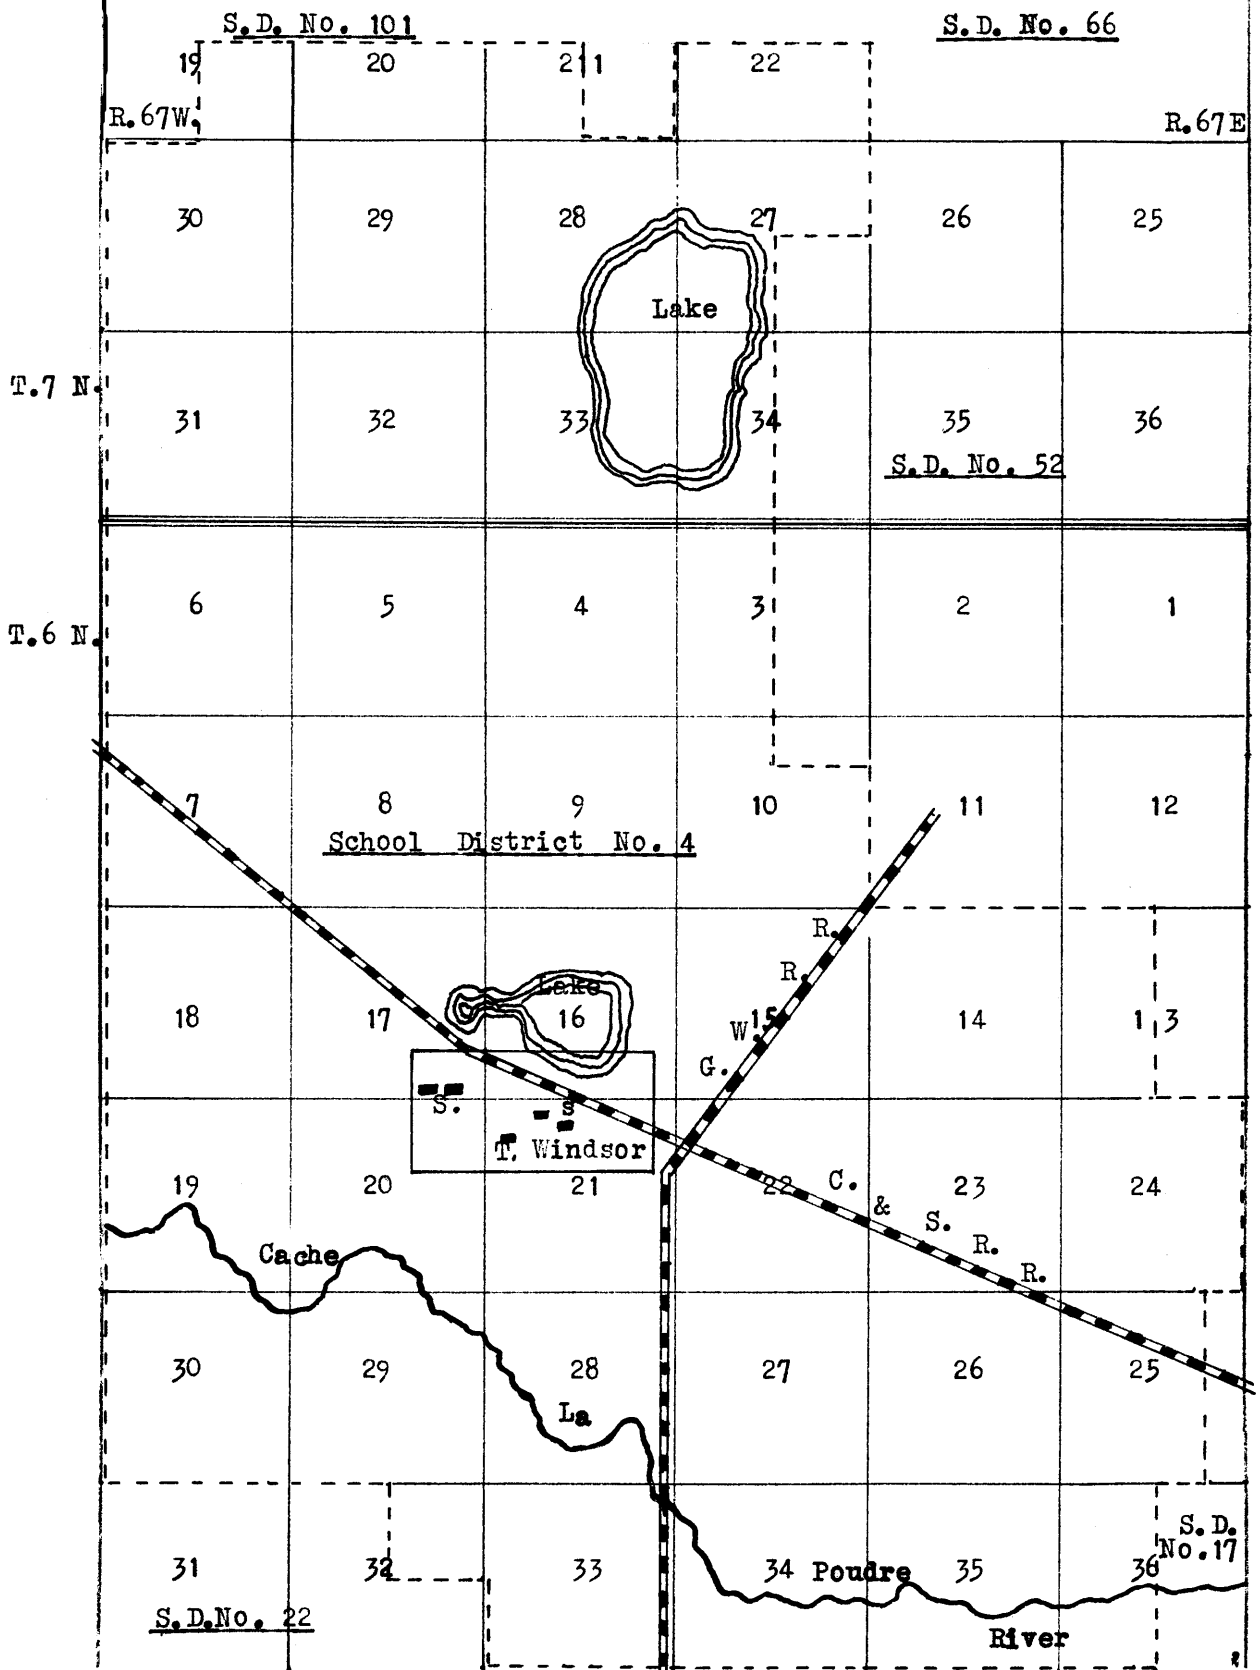 S.D. No. 101 S.D. No. 66
19 20 21 22
R.67W. R.67E
30 29 28 27 26 25
Lake
T.7 N.
31 32 33 34 35 36
S.D. No. 52
6 5 4 3 2 1
T.6 N.
7 8 9 10 11 12
School District No. 4
R.
R.
Lake
18 17 16 15 14 13
W.
G.
S. s
T. Windsor
19 20 21 22 C. 23 24
&
S.
R.
R.
Cache
30 29 28 27 26 25
La
S.D.
No.17
31 32 33 34 Poudre 35 36
S.D.No. 22
River